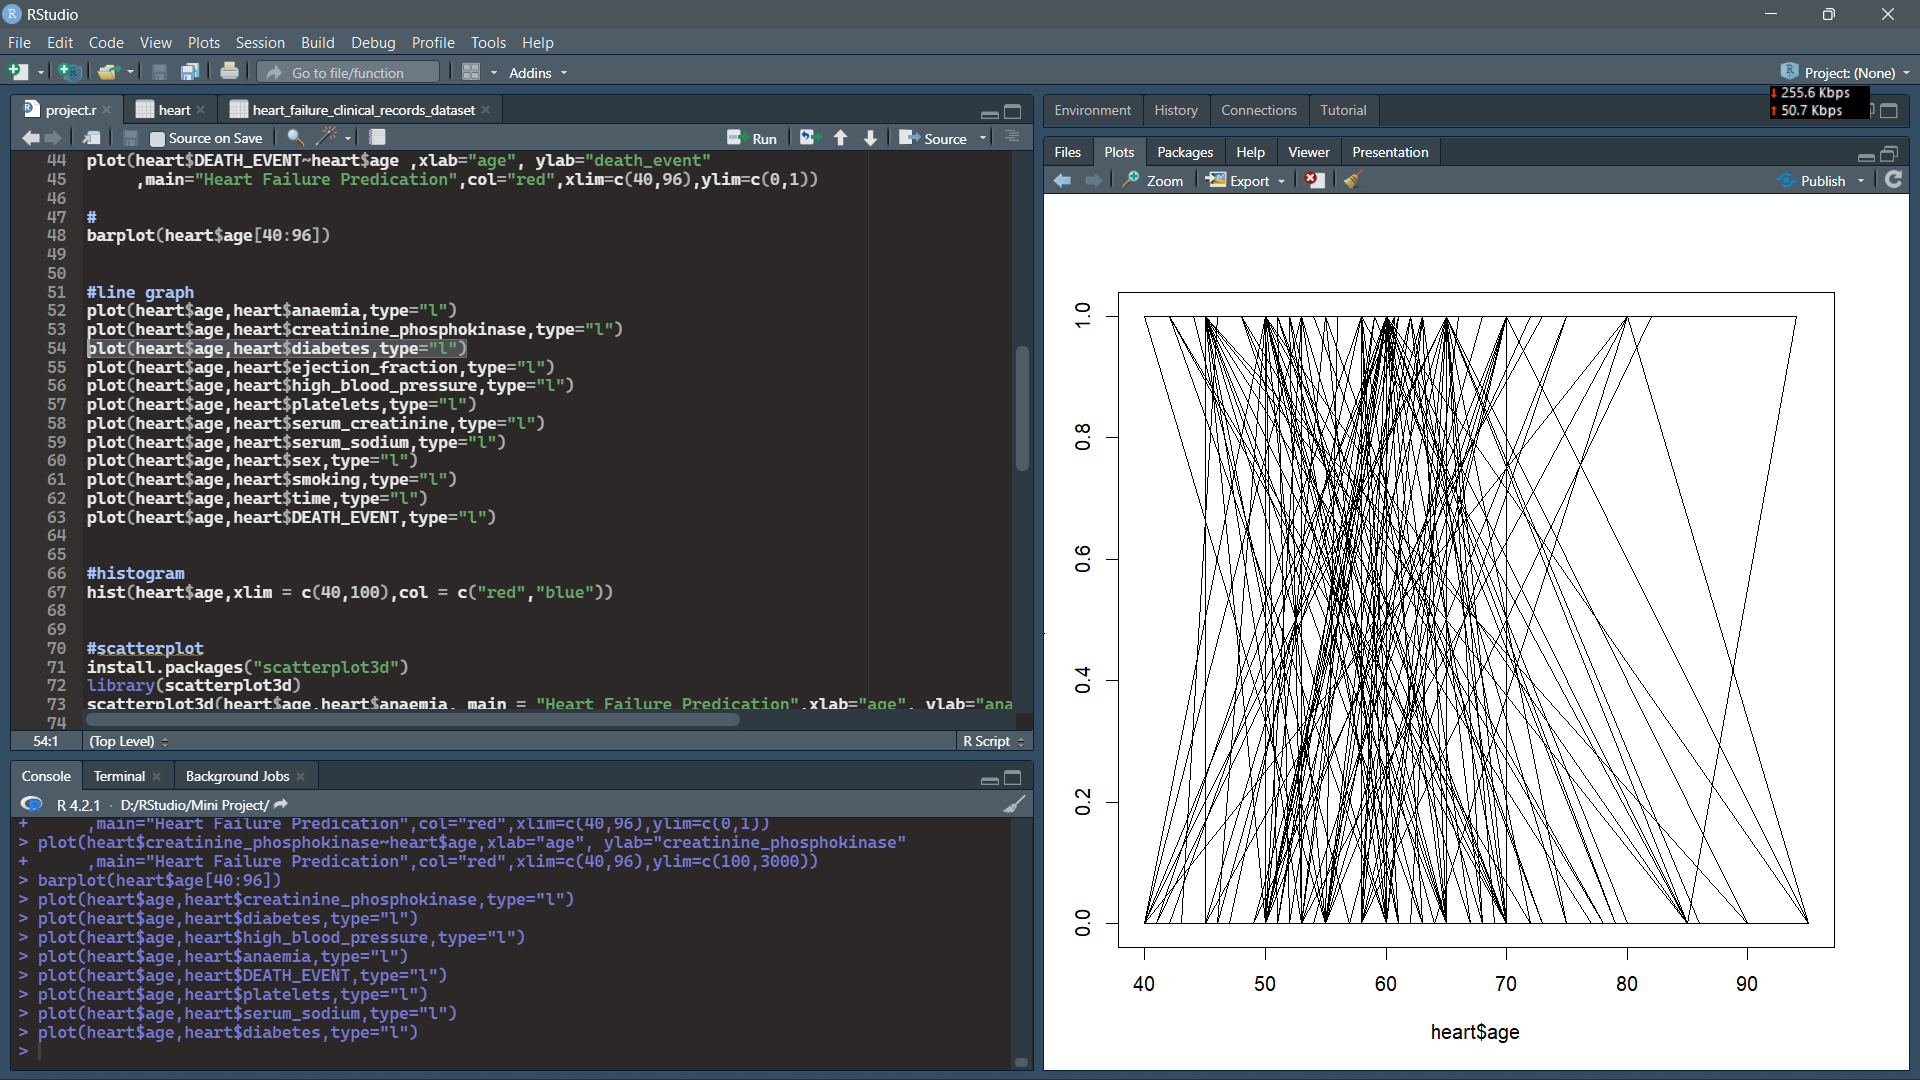 RStudio
File Edit Code View Plots Session Build Debug Profile Tools Help
Go to file/function Addins Project: (None)
255.6 Kbps
50.7 Kbps
project.r heart heart_failure_clinical_records_dataset
Source on Save Run Source
44 plot(heart$DEATH_EVENT~heart$age ,xlab="age", ylab="death_event"
45 ,main="Heart Failure Predication",col="red",xlim=c(40,96),ylim=c(0,1))
46
47 #
48 barplot(heart$age[40:96])
49
50
51 #line graph
52 plot(heart$age,heart$anaemia,type="l")
53 plot(heart$age,heart$creatinine_phosphokinase,type="l")
54 plot(heart$age,heart$diabetes,type="l")
55 plot(heart$age,heart$ejection_fraction,type="l")
56 plot(heart$age,heart$high_blood_pressure,type="l")
57 plot(heart$age,heart$platelets,type="l")
58 plot(heart$age,heart$serum_creatinine,type="l")
59 plot(heart$age,heart$serum_sodium,type="l")
60 plot(heart$age,heart$sex,type="l")
61 plot(heart$age,heart$smoking,type="l")
62 plot(heart$age,heart$time,type="l")
63 plot(heart$age,heart$DEATH_EVENT,type="l")
64
65
66 #histogram
67 hist(heart$age,xlim = c(40,100),col = c("red","blue"))
68
69
70 #scatterplot
71 install.packages("scatterplot3d")
72 library(scatterplot3d)
73 scatterplot3d(heart$age,heart$anaemia, main = "Heart Failure Predication",xlab="age", ylab="ana
74
54:1 (Top Level) R Script
Console Terminal Background Jobs
R 4.2.1 · D:/RStudio/Mini Project/
+ ,main="Heart Failure Predication",col="red",xlim=c(40,96),ylim=c(0,1))
> plot(heart$creatinine_phosphokinase~heart$age,xlab="age", ylab="creatinine_phosphokinase"
+ ,main="Heart Failure Predication",col="red",xlim=c(40,96),ylim=c(100,3000))
> barplot(heart$age[40:96])
> plot(heart$age,heart$creatinine_phosphokinase,type="l")
> plot(heart$age,heart$diabetes,type="l")
> plot(heart$age,heart$high_blood_pressure,type="l")
> plot(heart$age,heart$anaemia,type="l")
> plot(heart$age,heart$DEATH_EVENT,type="l")
> plot(heart$age,heart$platelets,type="l")
> plot(heart$age,heart$serum_sodium,type="l")
> plot(heart$age,heart$diabetes,type="l")
>
Environment History Connections Tutorial
Files Plots Packages Help Viewer Presentation
Zoom Export Publish
1.0
0.8
0.6
0.4
0.2
0.0
40 50 60 70 80 90
heart$age